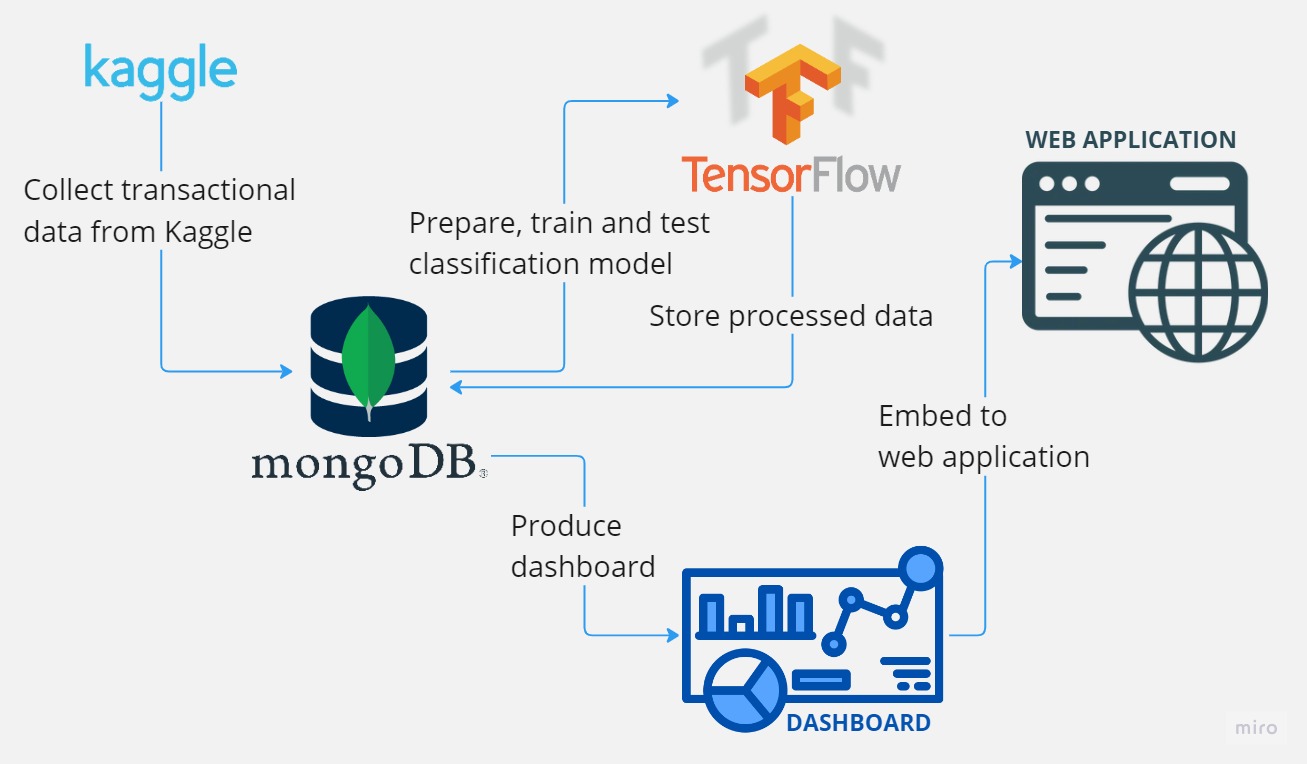 kaggle
Collect transactional
data from Kaggle
Prepare, train and test
classification model
TensorFlow
Store processed data
WEB APPLICATION
mongoDB®
Embed to
web application
Produce
dashboard
DASHBOARD
miro